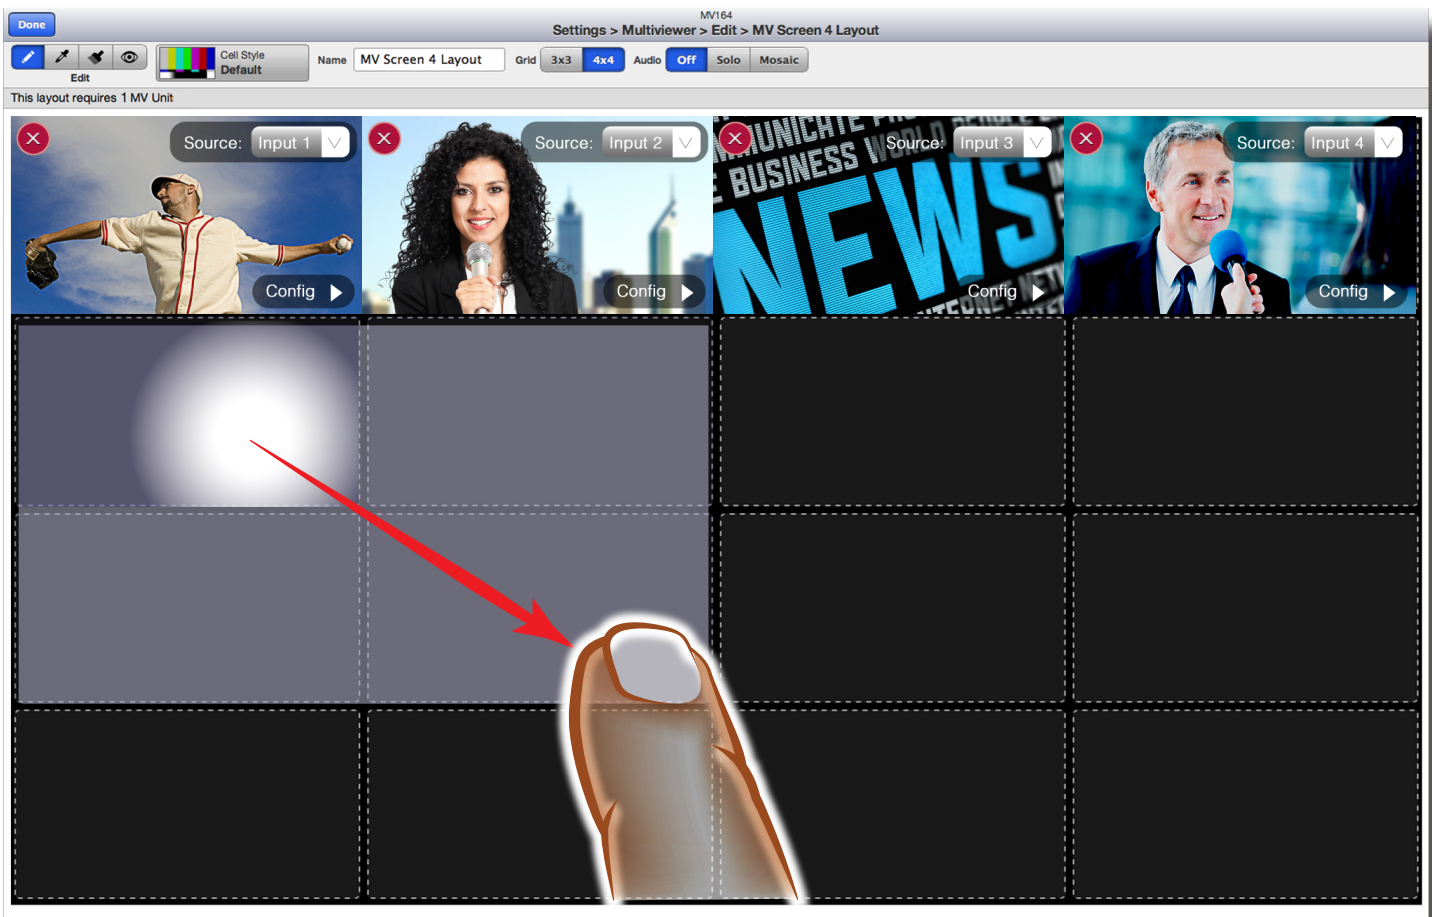 MV164
Done
Settings > Multiviewer > Edit > MV Screen 4 Layout
Edit
Cell Style
Default
Name
MV Screen 4 Layout
Grid
3x3
4x4
Audio
Off
Solo
Mosaic
This layout requires 1 MV Unit
Source:
Input 1
Config
Source:
Input 2
Config
BUSINESS WORLD
NEWS
Source:
Input 3
Config
Source:
Input 4
Config